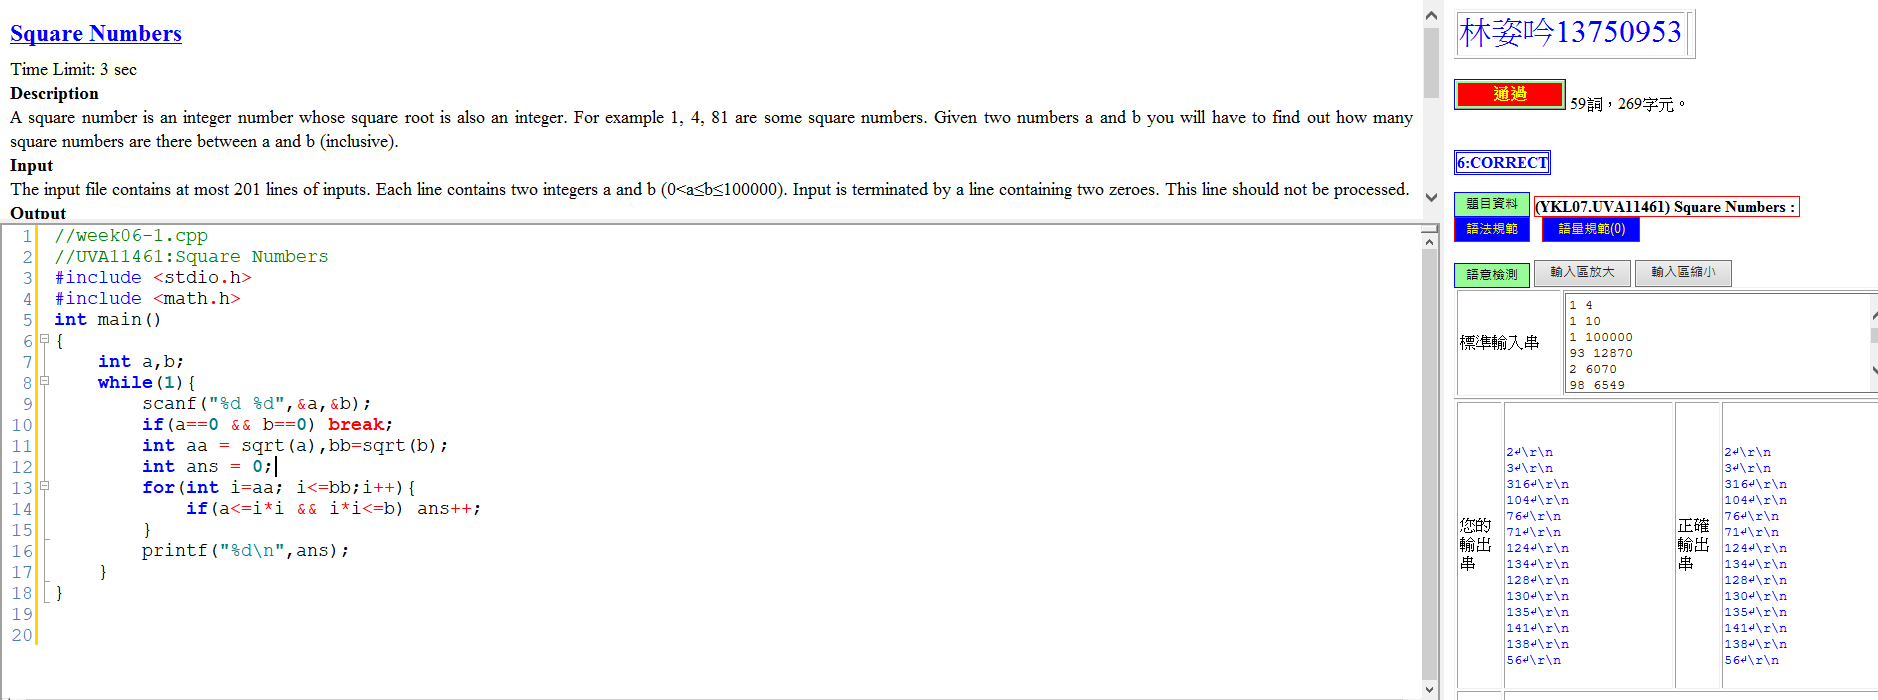 Square Numbers
Time Limit: 3 sec
Description
A square number is an integer number whose square root is also an integer. For example 1, 4, 81 are some square numbers. Given two numbers a and b you will have to find out how many
square numbers are there between a and b (inclusive).
Input
The input file contains at most 201 lines of inputs. Each line contains two integers a and b (0<a≤b≤100000). Input is terminated by a line containing two zeroes. This line should not be processed.
Output
1 //week06-1.cpp
2 //UVA11461:Square Numbers
3 #include <stdio.h>
4 #include <math.h>
5 int main()
6 {
7     int a,b;
8     while(1){
9         scanf("%d %d",&a,&b);
10         if(a==0 && b==0) break;
11         int aa = sqrt(a),bb=sqrt(b);
12         int ans = 0;
13         for(int i=aa; i<=bb;i++){
14             if(a<=i*i && i*i<=b) ans++;
15         }
16         printf("%d\n",ans);
17     }
18 }
19
20
林姿吟13750953
通過 59詞，269字元。
6:CORRECT
題目資料 (YKL07.UVA11461) Square Numbers :
語法規範 語量規範(0)
語意檢測 輸入區放大 輸入區縮小
標準輸入串
1 4
1 10
1 100000
93 12870
2 6070
98 6549
您的輸出串
2↵\r\n
3↵\r\n
316↵\r\n
104↵\r\n
76↵\r\n
71↵\r\n
124↵\r\n
134↵\r\n
128↵\r\n
130↵\r\n
135↵\r\n
141↵\r\n
138↵\r\n
56↵\r\n
正確輸出串
2↵\r\n
3↵\r\n
316↵\r\n
104↵\r\n
76↵\r\n
71↵\r\n
124↵\r\n
134↵\r\n
128↵\r\n
130↵\r\n
135↵\r\n
141↵\r\n
138↵\r\n
56↵\r\n